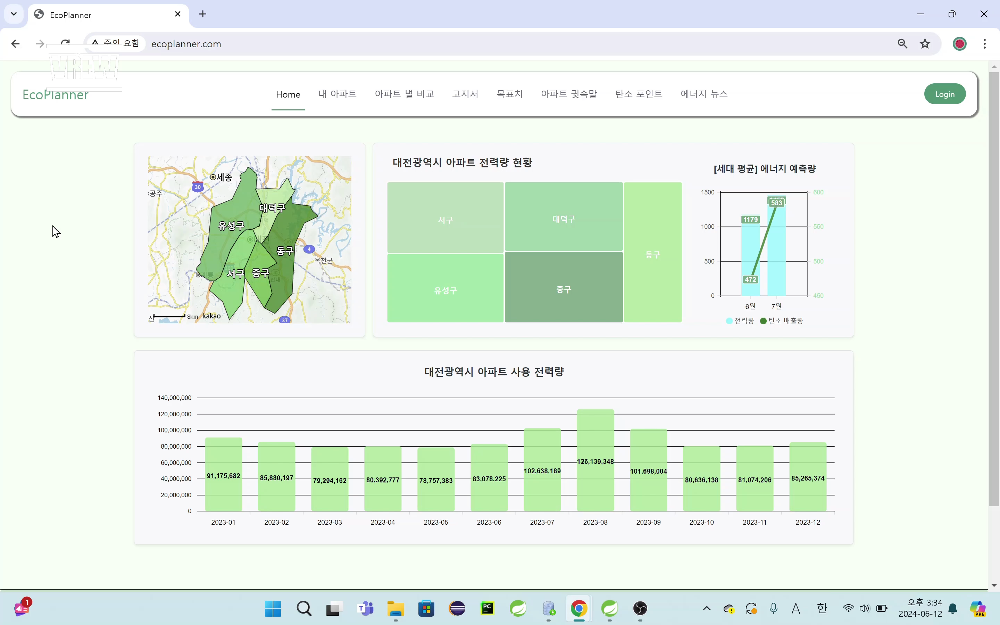 EcoPlanner
주의 요함
ecoplanner.com
VREW
EcoPlanner
Home
내 아파트
아파트 별 비교
고지서
목표치
아파트 귓속말
탄소 포인트
에너지 뉴스
Login
세종
30
공주
대덕구
유성구
대전
동구
4
옥천군
계룡
서구
중구
산내
산
8km
kakao
37
대전광역시 아파트 전력량 현황
서구
대덕구
동구
유성구
중구
[세대 평균] 에너지 예측량
1500
600
583
1179
1000
550
500
500
472
0
450
6월
7월
전력량
탄소 배출량
대전광역시 아파트 사용 전력량
140,000,000
120,000,000
100,000,000
80,000,000
60,000,000
40,000,000
20,000,000
0
91,175,682
85,880,197
79,294,162
80,392,777
78,757,383
83,078,225
102,638,189
126,139,348
101,698,004
80,636,138
81,074,206
85,265,374
2023-01
2023-02
2023-03
2023-04
2023-05
2023-06
2023-07
2023-08
2023-09
2023-10
2023-11
2023-12
1
T
PC
A
한
오후 3:34
2024-06-12
PRE